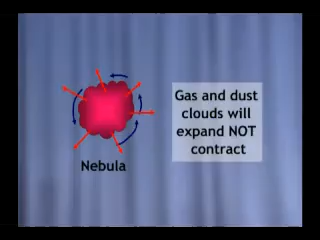 Gas and dust
clouds will
expand NOT
contract
Nebula